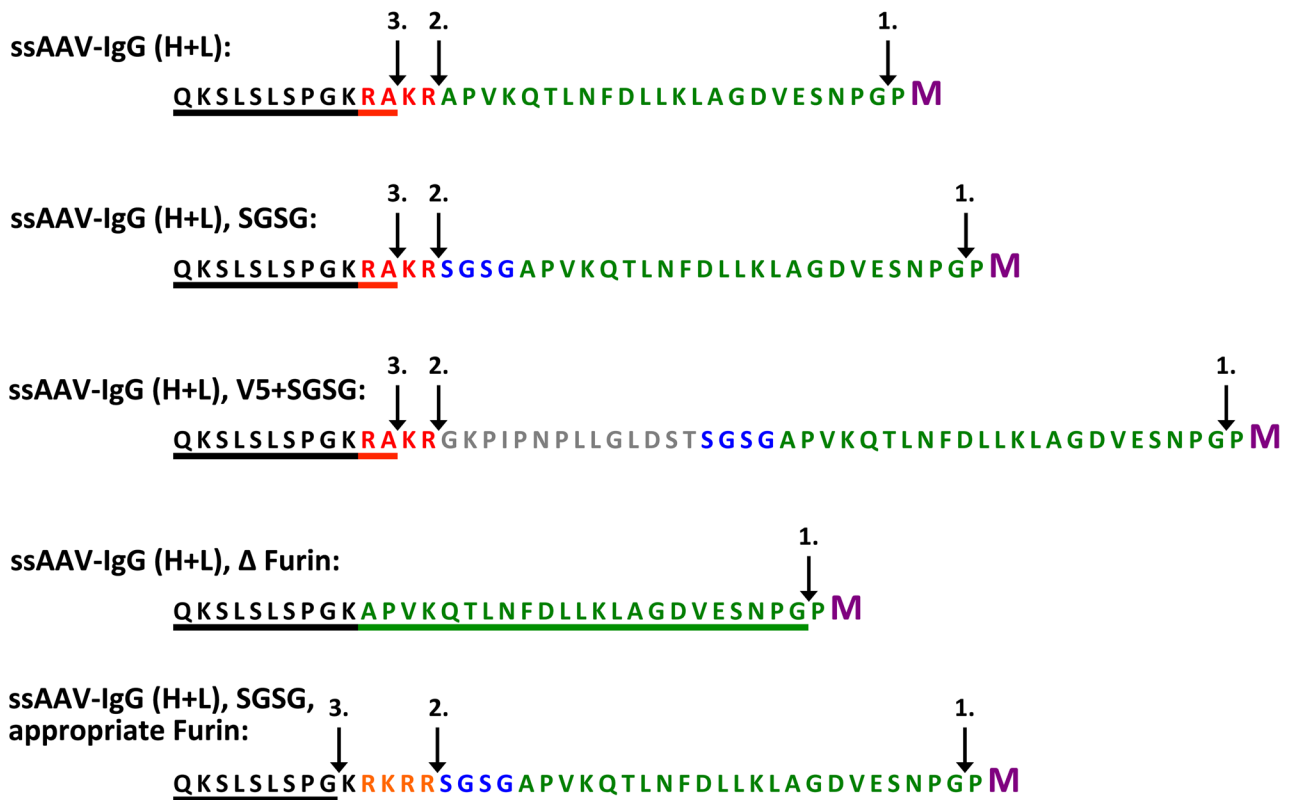 3. 2. 1.
ssAAV-IgG (H+L):
QKSLSLSPGKRAKRAPVKQTLNFDLLKLAGDVESNPGPM
3. 2. 1.
ssAAV-IgG (H+L), SGSG:
QKSLSLSPGKRAKRSGSGAPVKQTLNFDLLKLAGDVESNPGPM
3. 2. 1.
ssAAV-IgG (H+L), V5+SGSG:
QKSLSLSPGKRAKRGKPIPNPLLGLDSTSGSGAPVKQTLNFDLLKLAGDVESNPGPM
1.
ssAAV-IgG (H+L), Δ Furin:
QKSLSLSPGKAPVKQTLNFDLLKLAGDVESNPGPM
ssAAV-IgG (H+L), SGSG,
3. 2. 1.
appropriate Furin:
QKSLSLSPGKRKRRSGSGAPVKQTLNFDLLKLAGDVESNPGPM